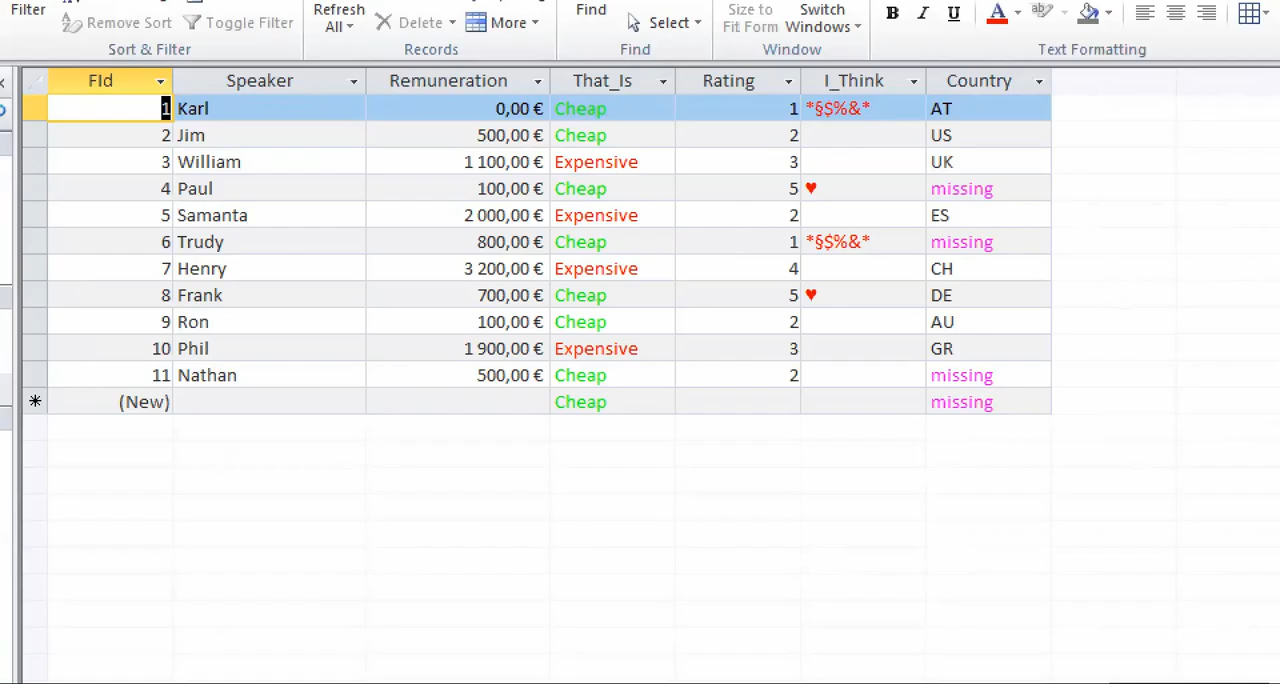 Filter Remove Sort Toggle Filter Refresh All Delete More Find Select Size to Fit Form Switch Windows B I U A ab
Sort & Filter Records Find Window Text Formatting
FId Speaker Remuneration That_Is Rating I_Think Country
1 Karl 0,00 € Cheap 1 *§$%&* AT
2 Jim 500,00 € Cheap 2 US
3 William 1 100,00 € Expensive 3 UK
4 Paul 100,00 € Cheap 5 ♥ missing
5 Samanta 2 000,00 € Expensive 2 ES
6 Trudy 800,00 € Cheap 1 *§$%&* missing
7 Henry 3 200,00 € Expensive 4 CH
8 Frank 700,00 € Cheap 5 ♥ DE
9 Ron 100,00 € Cheap 2 AU
10 Phil 1 900,00 € Expensive 3 GR
11 Nathan 500,00 € Cheap 2 missing
* (New) Cheap missing